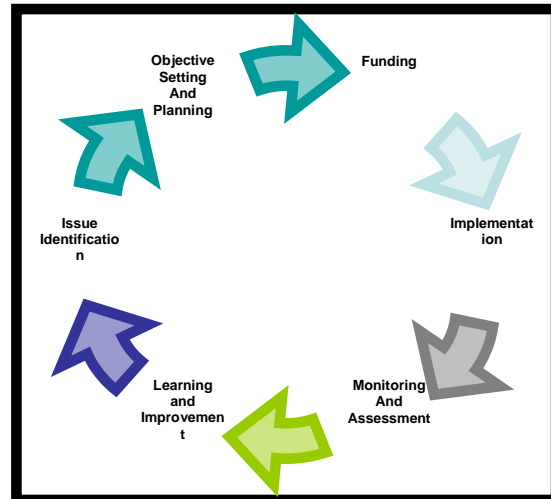 Objective
Setting
And
Planning
Funding
Implementat
ion
Monitoring
And
Assessment
Learning
and
Improvemen
t
Issue
Identificatio
n